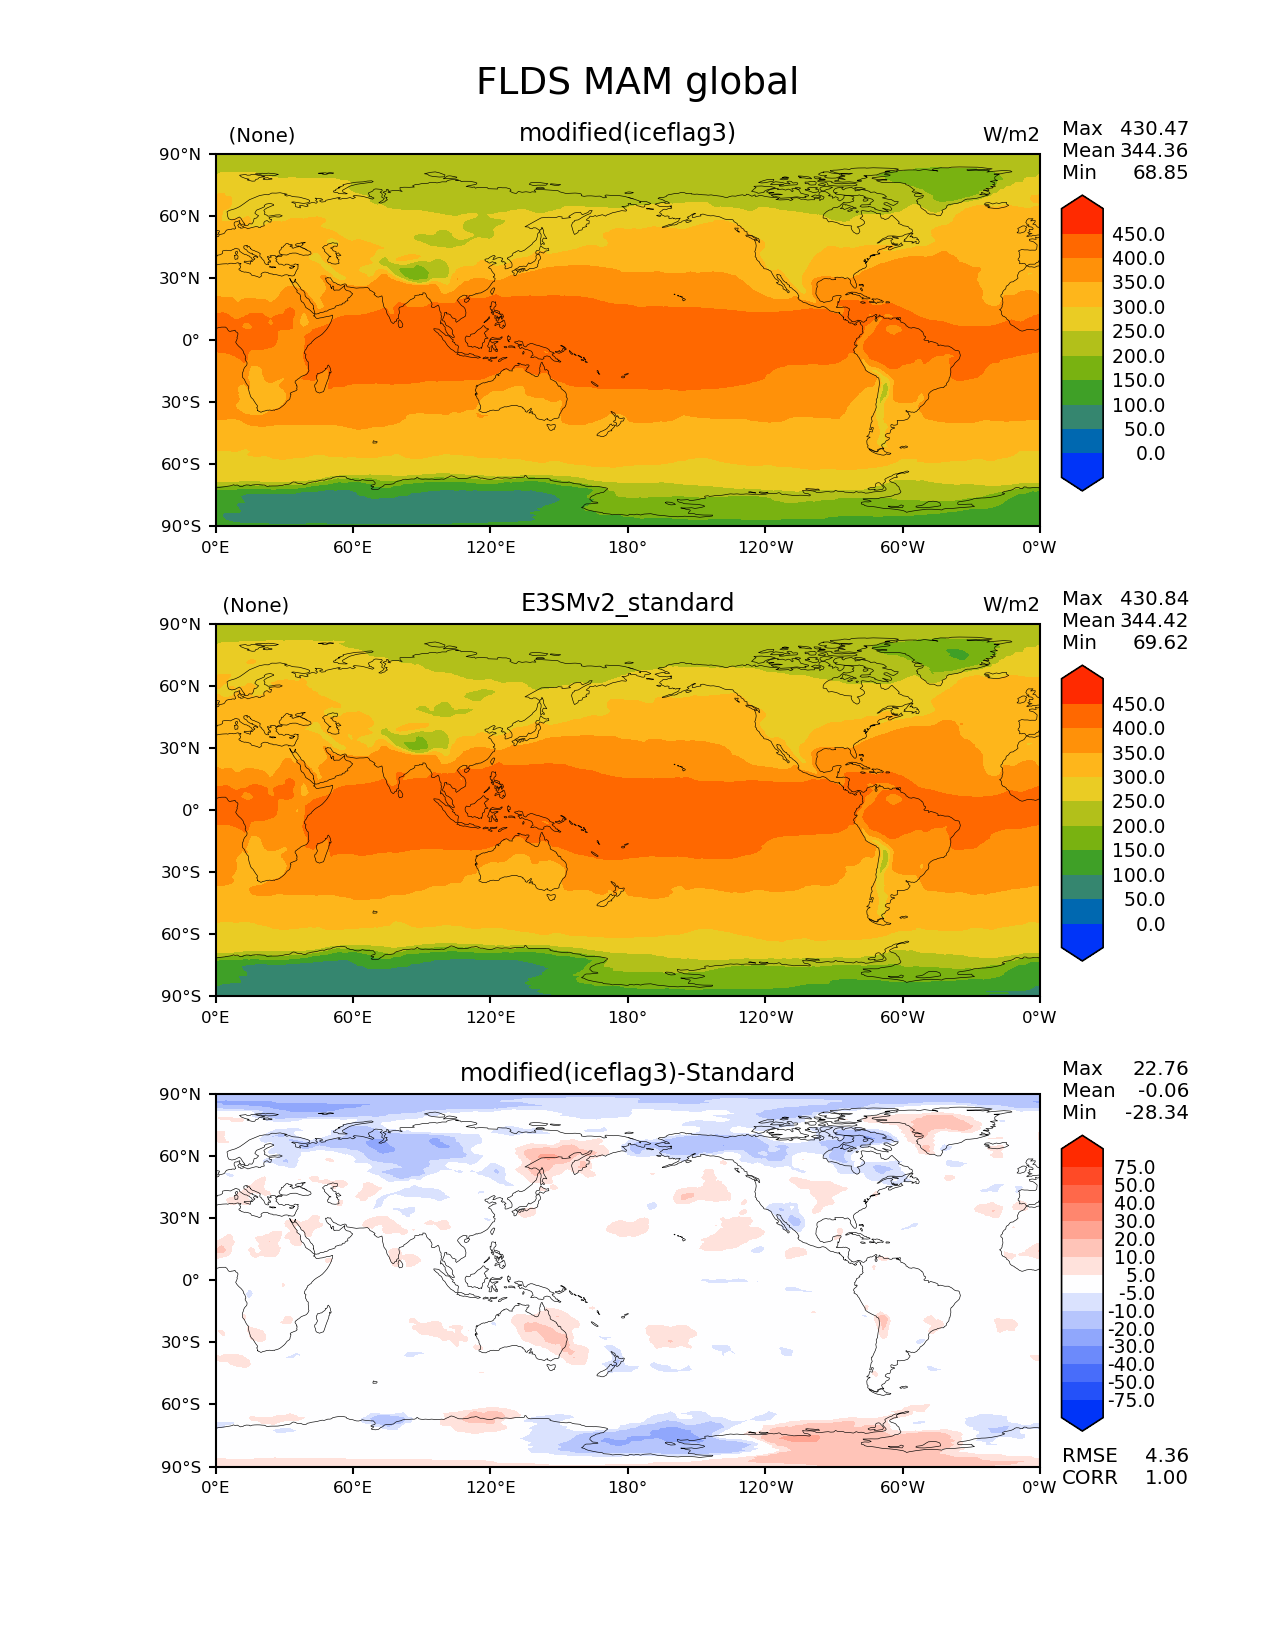 FLDS MAM global
(None) modified(iceflag3) W/m2
Max 430.47
Mean 344.36
Min 68.85
90°N
60°N
30°N
0°
30°S
60°S
90°S
0°E 60°E 120°E 180° 120°W 60°W 0°W
450.0
400.0
350.0
300.0
250.0
200.0
150.0
100.0
50.0
0.0
(None) E3SMv2_standard W/m2
Max 430.84
Mean 344.42
Min 69.62
90°N
60°N
30°N
0°
30°S
60°S
90°S
0°E 60°E 120°E 180° 120°W 60°W 0°W
450.0
400.0
350.0
300.0
250.0
200.0
150.0
100.0
50.0
0.0
modified(iceflag3)-Standard
Max 22.76
Mean -0.06
Min -28.34
90°N
60°N
30°N
0°
30°S
60°S
90°S
0°E 60°E 120°E 180° 120°W 60°W 0°W
75.0
50.0
40.0
30.0
20.0
10.0
5.0
-5.0
-10.0
-20.0
-30.0
-40.0
-50.0
-75.0
RMSE 4.36
CORR 1.00